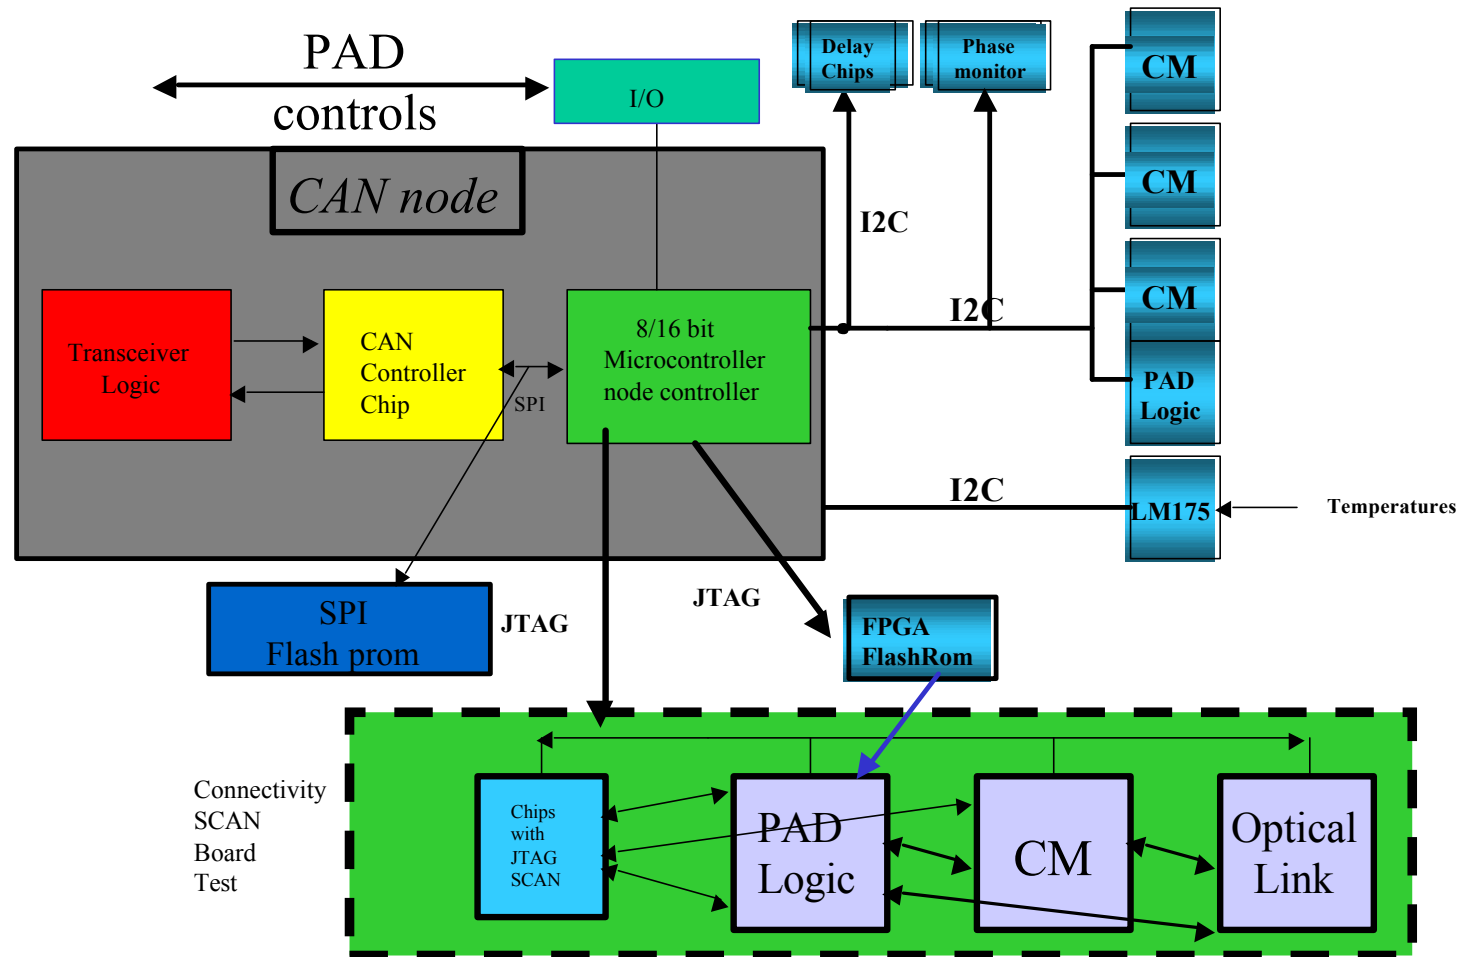 PAD
controls
I/O
Delay
Chips
Phase
monitor
CM
CM
CM
PAD
Logic
LM175
Temperatures
CAN node
I2C
I2C
I2C
Transceiver
Logic
CAN
Controller
Chip
SPI
8/16 bit
Microcontroller
node controller
SPI
Flash prom
JTAG
JTAG
FPGA
FlashRom
Connectivity
SCAN
Board
Test
Chips
with
JTAG
SCAN
PAD
Logic
CM
Optical
Link